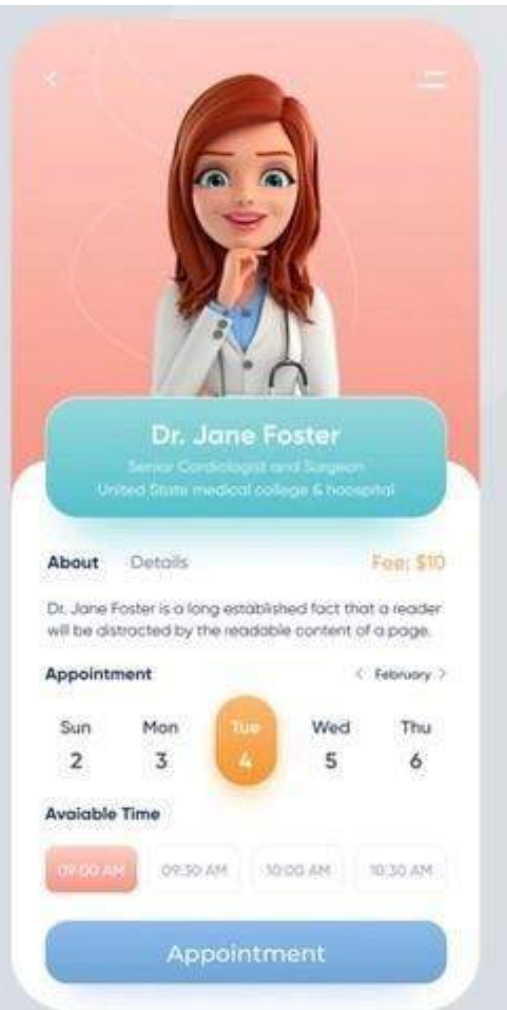 Dr. Jane Foster
Senior Cardiologist and Surgeon
United State medical college & hoospital
About Details Fee: $10
Dr. Jane Foster is a long established fact that a reader
will be distracted by the readable content of a page.
Appointment < February >
Sun Mon Tue Wed Thu
2 3 4 5 6
Avaiable Time
09:00 AM 09:30 AM 10:00 AM 10:30 AM
Appointment